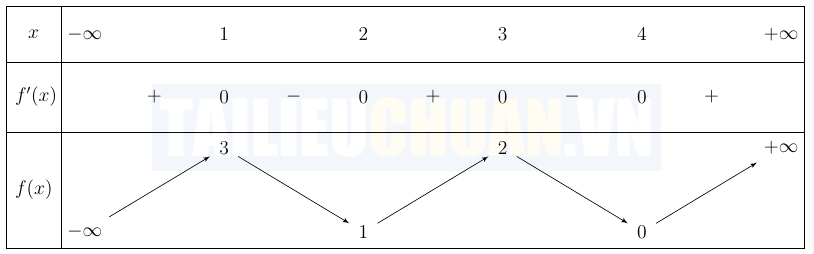 x −∞ 1 2 3 4 +∞
f′(x) + 0 − 0 + 0 − 0 +
3 2 +∞
f(x)
−∞ 1 0
TAILIEUCHUAN.VN